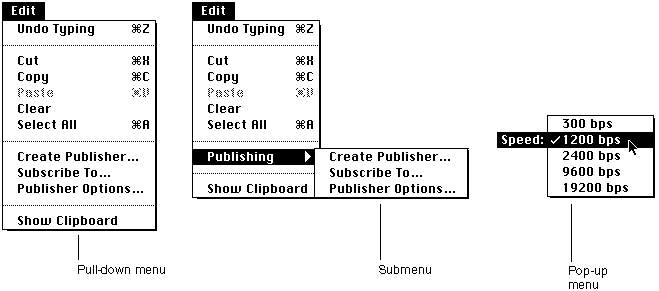 Edit
Undo Typing ⌘Z
Cut ⌘X
Copy ⌘C
Paste ⌘V
Clear
Select All ⌘A
Create Publisher...
Subscribe To...
Publisher Options...
Show Clipboard
Pull-down menu
Edit
Undo Typing ⌘Z
Cut ⌘X
Copy ⌘C
Paste ⌘V
Clear
Select All ⌘A
Publishing
Show Clipboard
Create Publisher...
Subscribe To...
Publisher Options...
Submenu
300 bps
Speed: ✓1200 bps
2400 bps
9600 bps
19200 bps
Pop-up
menu